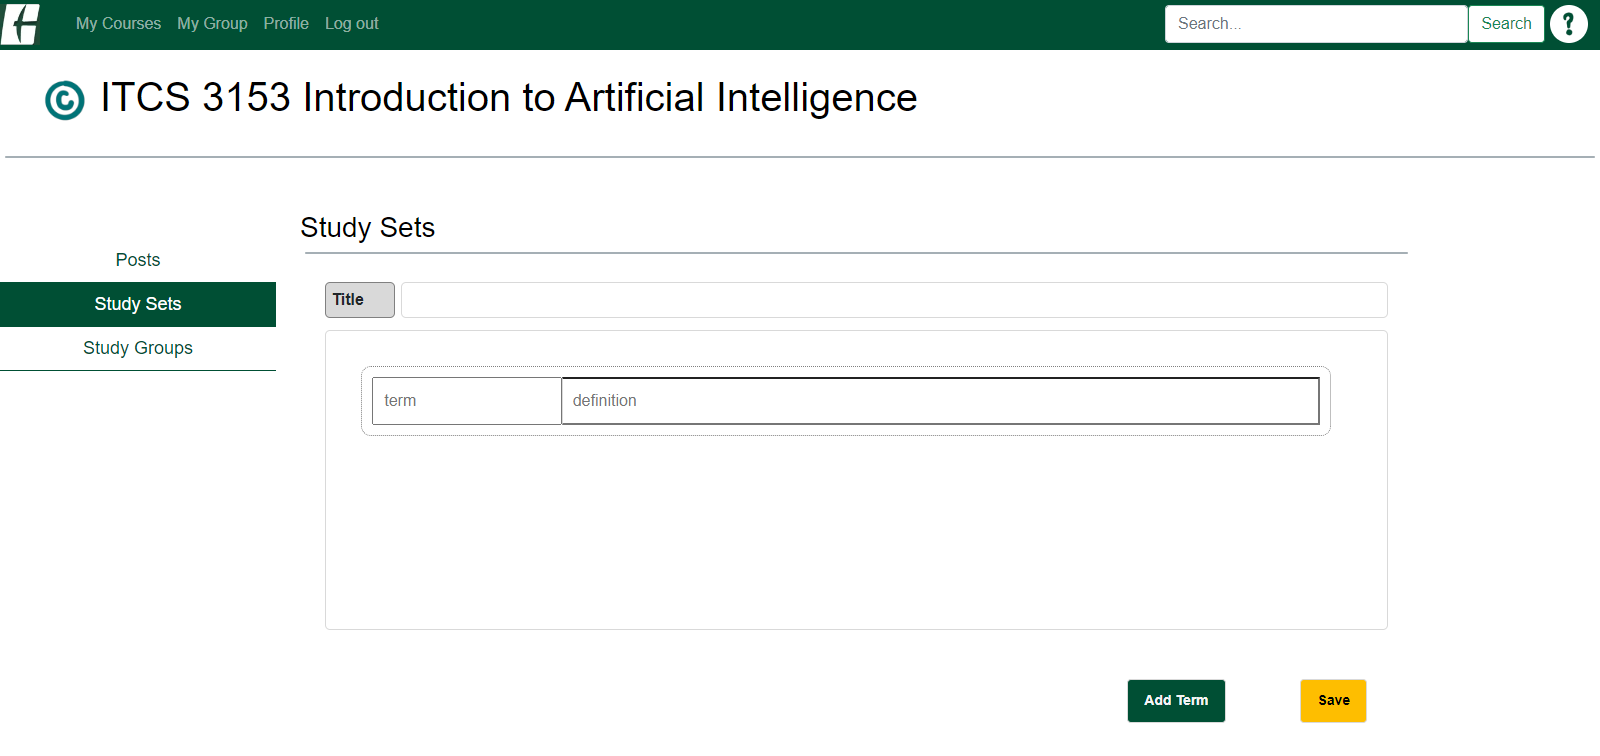 My Courses My Group Profile Log out Search... Search ?
© ITCS 3153 Introduction to Artificial Intelligence
Study Sets
Posts
Study Sets
Study Groups
Title
term definition
Add Term Save